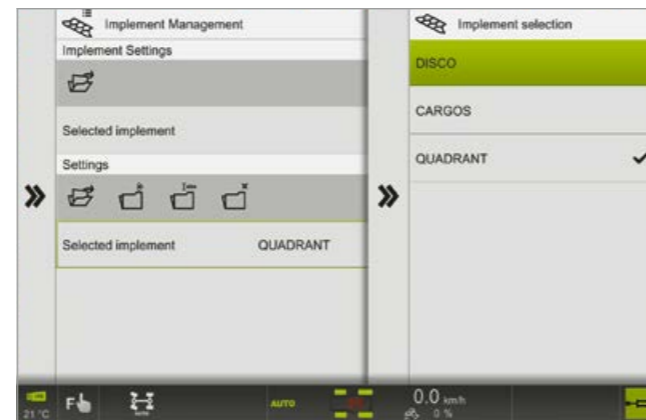 Implement Management
Implement Settings
Selected implement
Settings
Selected implement QUADRANT
Implement selection
DISCO
CARGOS
QUADRANT
21 °C
F
AUTO
0.0 km/h
0 %